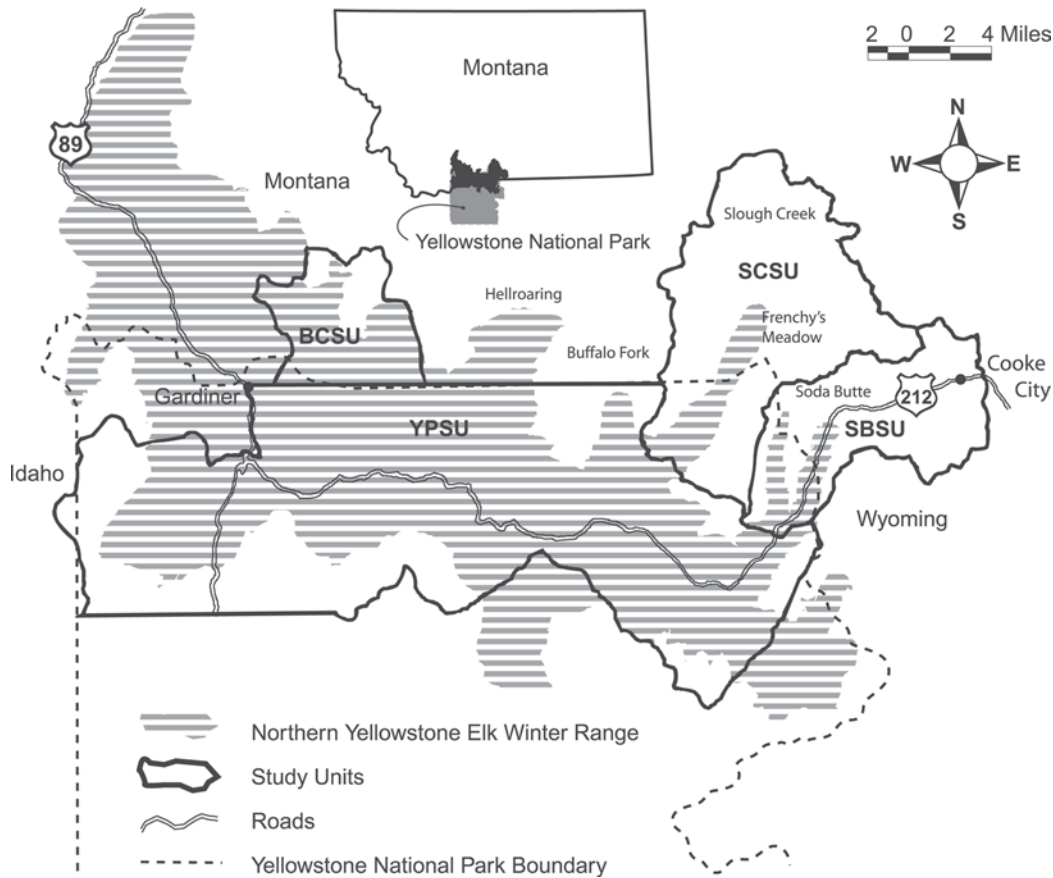 2 0 2 4 Miles
Montana
N
W E
S
89
Montana
Yellowstone National Park
Slough Creek
SCSU
Hellroaring
BCSU
Frenchy's
Meadow
Buffalo Fork
Cooke
City
Gardiner
Soda Butte
212
YPSU
SBSU
Idaho
Wyoming
Northern Yellowstone Elk Winter Range
Study Units
Roads
Yellowstone National Park Boundary